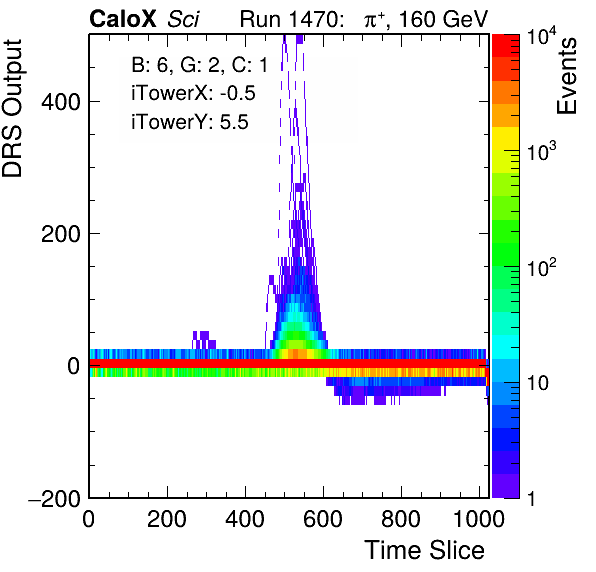 CaloX Sci Run 1470: π⁺, 160 GeV
B: 6, G: 2, C: 1
iTowerX: -0.5
iTowerY: 5.5
DRS Output
400
200
0
−200
0 200 400 600 800 1000
Time Slice
Events
10⁴
10³
10²
10
1